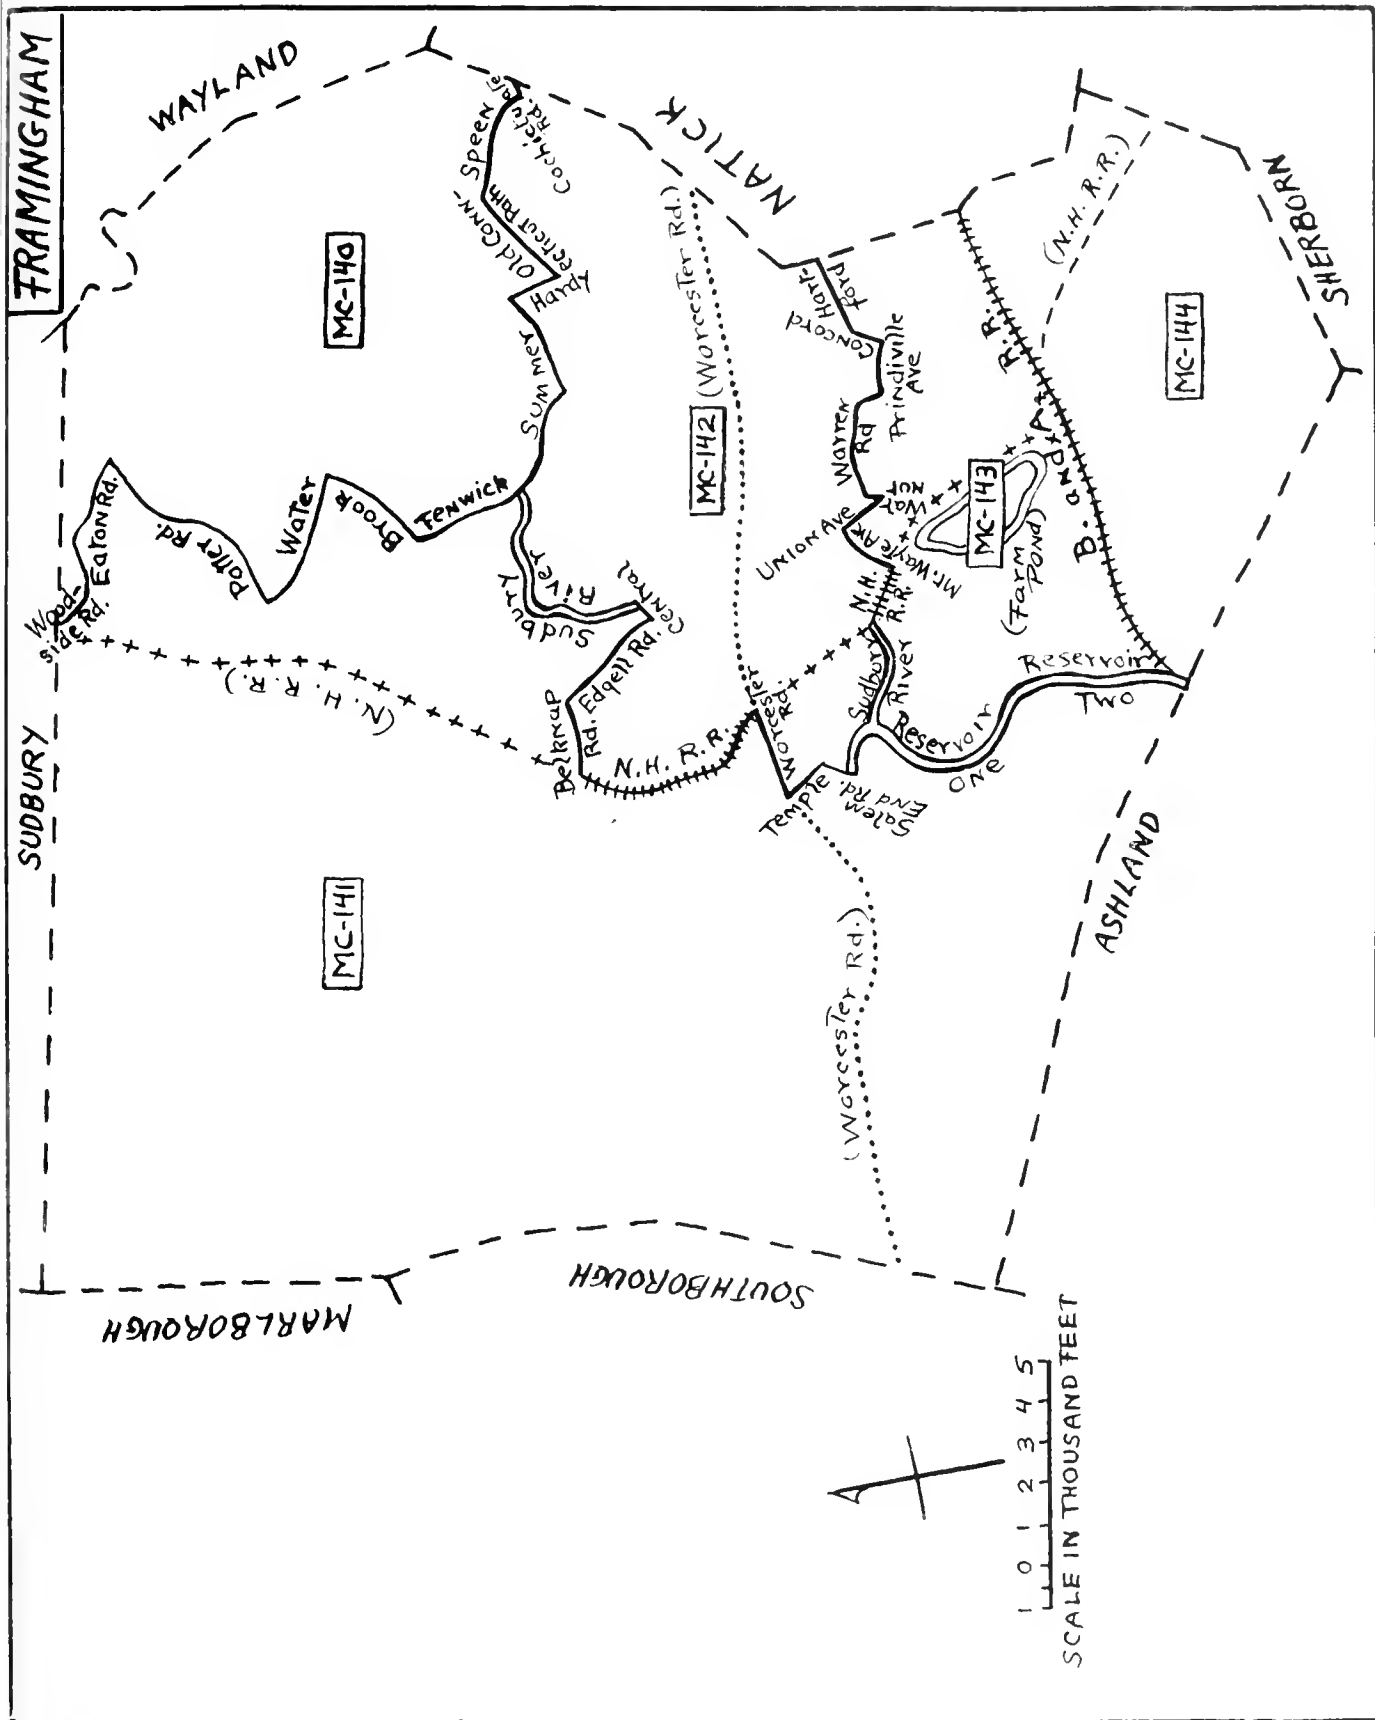 FRAMINGHAM
WAYLAND
NATICK
SHERBORN
ASHLAND
SOUTHBOROUGH
MARLBOROUGH
SUDBURY
MC-140
MC-141
MC-142
MC-143
MC-144
Wood-
side Rd.
Eaton Rd.
Potter Rd.
Water
Brook
Fenwick
Summer
Hardy
Old Conn-
ecticut Path
Speen
Cochituate
Rd.
Sudbury
River
Central
Edgell Rd.
Belknap
Rd.
N.H. R.R.
(N. H. R. R.)
Worcester
Rd.
Temple
Salem
End Rd.
(Worcester Rd.)
(Worcester Rd.)
Hart-
ford
Concord
Prindiville
Ave
Warren
Rd
Union Ave
Mt. Wayte Ave
N.H.
R.R.
Sudbury
River
Reservoir
ONE
Reservoir
TWO
(FARM
POND)
B. and A. R. R.
(N.H. R.R.)
1 0 1 2 3 4 5
SCALE IN THOUSAND FEET